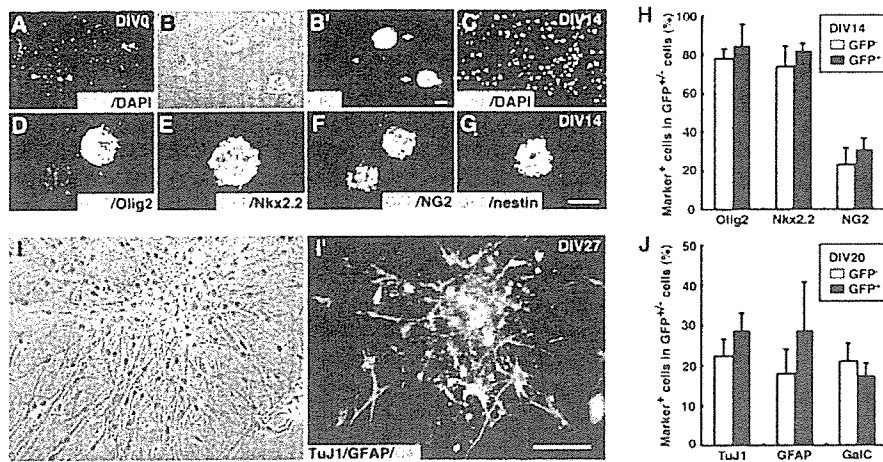 A DIV0
/DAPI
B
B'
C DIV14
/DAPI
D
/Olig2
E
/Nkx2.2
F
/NG2
G DIV14
/nestin
H
Marker+ cells in GFP+/- cells (%)
100
80
60
40
20
0
DIV14
GFP-
GFP+
Olig2 Nkx2.2 NG2
I
I' DIV27
TuJ1/GFAP/
J
Marker+ cells in GFP+/- cells (%)
50
40
30
20
10
0
DIV20
GFP-
GFP+
TuJ1 GFAP GalC